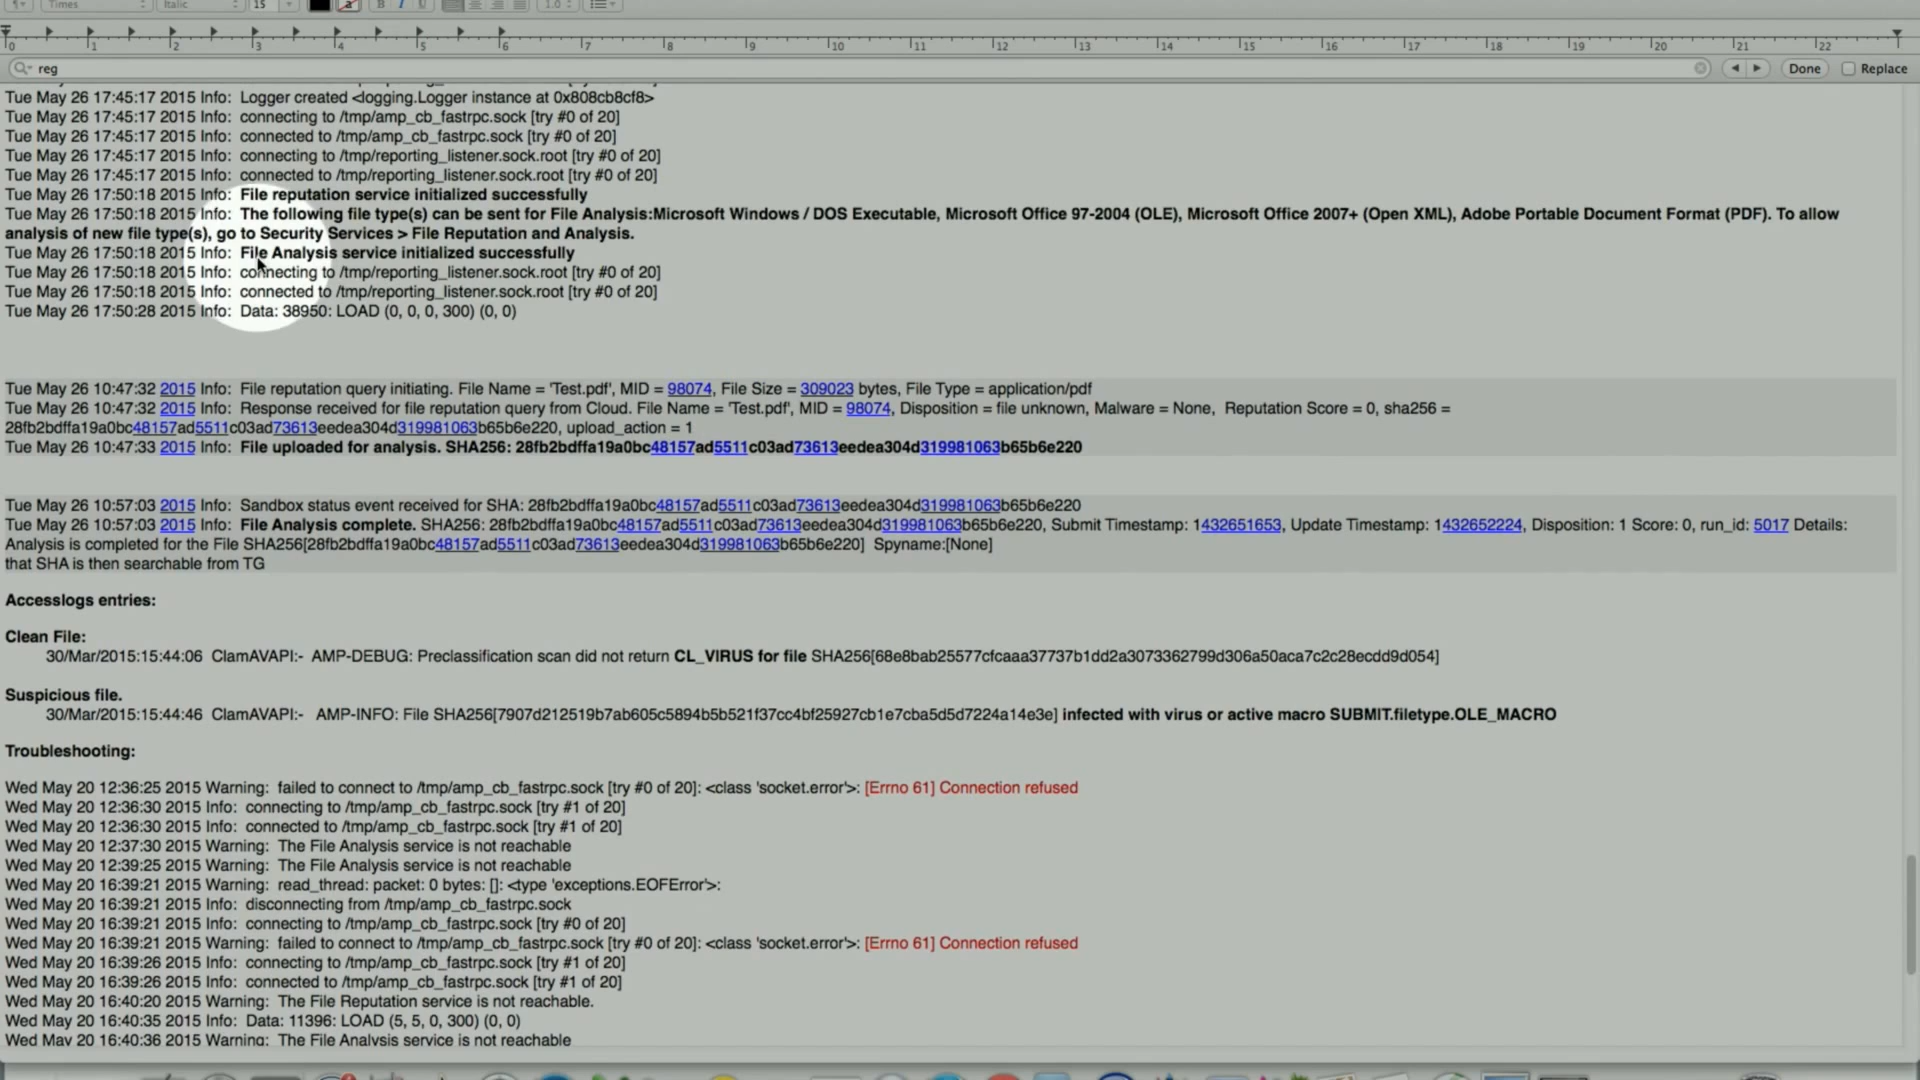 Times Italic 15 a B I U 1.0
0 1 2 3 4 5 6 7 8 9 10 11 12 13 14 15 16 17 18 19 20 21 22
reg Done Replace
Tue May 26 17:45:17 2015 Info: Logger created <logging.Logger instance at 0x808cb8cf8>
Tue May 26 17:45:17 2015 Info: connecting to /tmp/amp_cb_fastrpc.sock [try #0 of 20]
Tue May 26 17:45:17 2015 Info: connected to /tmp/amp_cb_fastrpc.sock [try #0 of 20]
Tue May 26 17:45:17 2015 Info: connecting to /tmp/reporting_listener.sock.root [try #0 of 20]
Tue May 26 17:45:17 2015 Info: connected to /tmp/reporting_listener.sock.root [try #0 of 20]
Tue May 26 17:50:18 2015 Info: File reputation service initialized successfully
Tue May 26 17:50:18 2015 Info: The following file type(s) can be sent for File Analysis:Microsoft Windows / DOS Executable, Microsoft Office 97-2004 (OLE), Microsoft Office 2007+ (Open XML), Adobe Portable Document Format (PDF). To allow
analysis of new file type(s), go to Security Services > File Reputation and Analysis.
Tue May 26 17:50:18 2015 Info: File Analysis service initialized successfully
Tue May 26 17:50:18 2015 Info: connecting to /tmp/reporting_listener.sock.root [try #0 of 20]
Tue May 26 17:50:18 2015 Info: connected to /tmp/reporting_listener.sock.root [try #0 of 20]
Tue May 26 17:50:28 2015 Info: Data: 38950: LOAD (0, 0, 0, 300) (0, 0)
Tue May 26 10:47:32 2015 Info: File reputation query initiating. File Name = 'Test.pdf', MID = 98074, File Size = 309023 bytes, File Type = application/pdf
Tue May 26 10:47:32 2015 Info: Response received for file reputation query from Cloud. File Name = 'Test.pdf', MID = 98074, Disposition = file unknown, Malware = None, Reputation Score = 0, sha256 =
28fb2bdffa19a0bc48157ad5511c03ad73613eedea304d319981063b65b6e220, upload_action = 1
Tue May 26 10:47:33 2015 Info: File uploaded for analysis. SHA256: 28fb2bdffa19a0bc48157ad5511c03ad73613eedea304d319981063b65b6e220
Tue May 26 10:57:03 2015 Info: Sandbox status event received for SHA: 28fb2bdffa19a0bc48157ad5511c03ad73613eedea304d319981063b65b6e220
Tue May 26 10:57:03 2015 Info: File Analysis complete. SHA256: 28fb2bdffa19a0bc48157ad5511c03ad73613eedea304d319981063b65b6e220, Submit Timestamp: 1432651653, Update Timestamp: 1432652224, Disposition: 1 Score: 0, run_id: 5017 Details:
Analysis is completed for the File SHA256[28fb2bdffa19a0bc48157ad5511c03ad73613eedea304d319981063b65b6e220] Spyname:[None]
that SHA is then searchable from TG
Accesslogs entries:
Clean File:
30/Mar/2015:15:44:06 ClamAVAPI:- AMP-DEBUG: Preclassification scan did not return CL_VIRUS for file SHA256[68e8bab25577cfcaaa37737b1dd2a3073362799d306a50aca7c2c28ecdd9d054]
Suspicious file.
30/Mar/2015:15:44:46 ClamAVAPI:- AMP-INFO: File SHA256[7907d212519b7ab605c5894b5b521f37cc4bf25927cb1e7cba5d5d7224a14e3e] infected with virus or active macro SUBMIT.filetype.OLE_MACRO
Troubleshooting:
Wed May 20 12:36:25 2015 Warning: failed to connect to /tmp/amp_cb_fastrpc.sock [try #0 of 20]: <class 'socket.error'>: [Errno 61] Connection refused
Wed May 20 12:36:30 2015 Info: connecting to /tmp/amp_cb_fastrpc.sock [try #1 of 20]
Wed May 20 12:36:30 2015 Info: connected to /tmp/amp_cb_fastrpc.sock [try #1 of 20]
Wed May 20 12:37:30 2015 Warning: The File Analysis service is not reachable
Wed May 20 12:39:25 2015 Warning: The File Analysis service is not reachable
Wed May 20 16:39:21 2015 Warning: read_thread: packet: 0 bytes: []: <type 'exceptions.EOFError'>:
Wed May 20 16:39:21 2015 Info: disconnecting from /tmp/amp_cb_fastrpc.sock
Wed May 20 16:39:21 2015 Info: connecting to /tmp/amp_cb_fastrpc.sock [try #0 of 20]
Wed May 20 16:39:21 2015 Warning: failed to connect to /tmp/amp_cb_fastrpc.sock [try #0 of 20]: <class 'socket.error'>: [Errno 61] Connection refused
Wed May 20 16:39:26 2015 Info: connecting to /tmp/amp_cb_fastrpc.sock [try #1 of 20]
Wed May 20 16:39:26 2015 Info: connected to /tmp/amp_cb_fastrpc.sock [try #1 of 20]
Wed May 20 16:40:20 2015 Warning: The File Reputation service is not reachable.
Wed May 20 16:40:35 2015 Info: Data: 11396: LOAD (5, 5, 0, 300) (0, 0)
Wed May 20 16:40:36 2015 Warning: The File Analysis service is not reachable